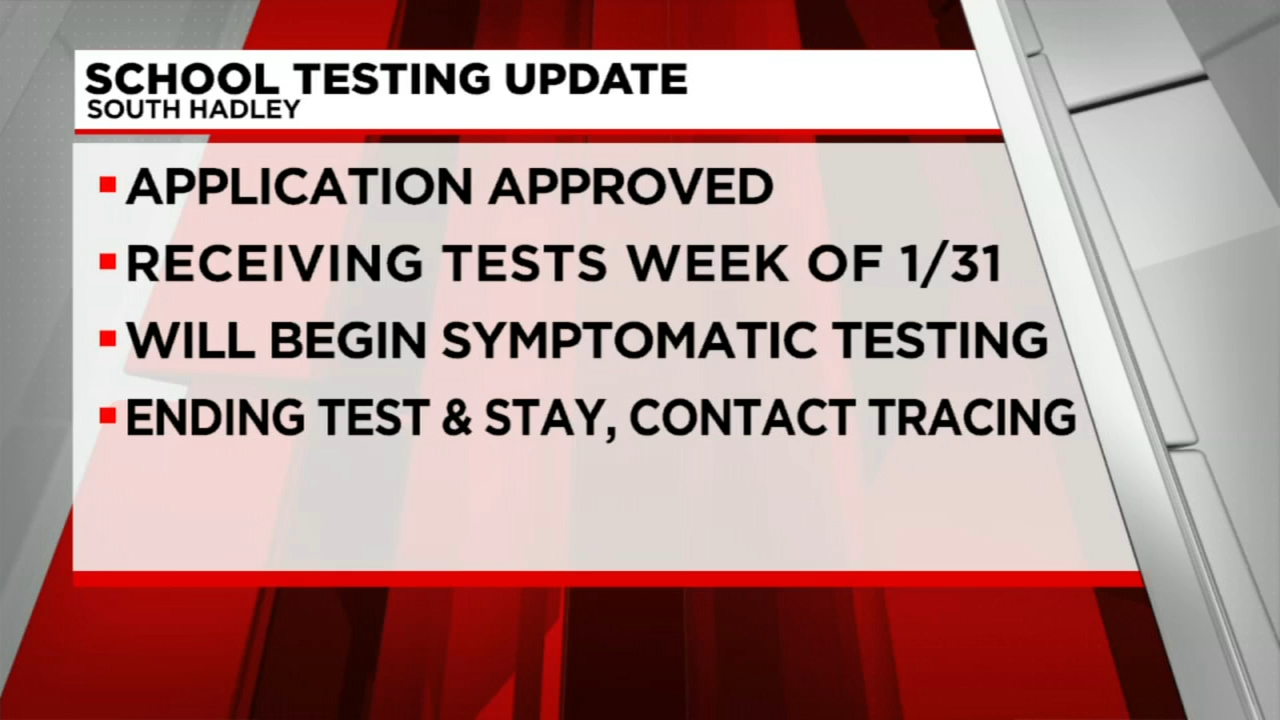 SCHOOL TESTING UPDATE
SOUTH HADLEY
APPLICATION APPROVED
RECEIVING TESTS WEEK OF 1/31
WILL BEGIN SYMPTOMATIC TESTING
ENDING TEST & STAY, CONTACT TRACING